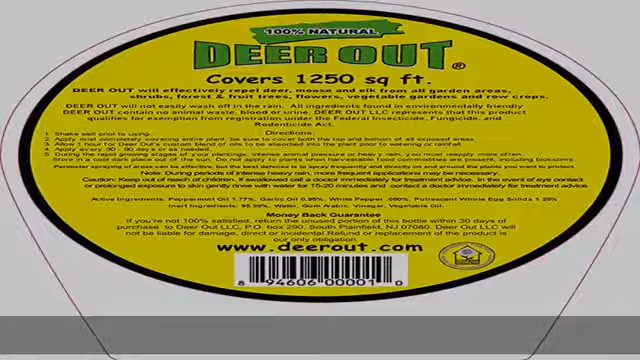 100% NATURAL
DEER OUT®
Covers 1250 sq ft.
DEER OUT will effectively repel deer, moose and elk from all garden areas,
shrubs, forest & fruit trees, flowers, vegetable gardens and row crops.
DEER OUT will not easily wash off in the rain. All ingredients found in environmentally friendly
DEER OUT contain no animal waste, blood or urine. DEER OUT LLC represents that this product
qualifies for exemption from registration under the Federal Insecticide, Fungicide, and
Rodenticide Act.
Directions:
1. Shake well prior to using.
2. Apply mist completely covering entire plant, be sure to cover both the top and bottom of all exposed areas
3. Allow 1 hour for Deer Out's custom blend of oils to be absorbed into the plant prior to watering or rainfall
4. Apply every 30 - 90 days or as needed.
5. During the rapid growing stages of your plantings, intense animal pressure or heavy rain, you must reapply more often.
Store in a cool dark place out of the sun. Do not apply to plants when harvestable food commodities are present, including blossoms
Perimeter spraying of areas can be effective, but the best defense is to spray frequently and directly on and around the plants you want to protect.
Note: During periods of intense heavy rain, more frequent applications may be necessary.
Caution: Keep out of reach of children. If swallowed call a doctor immediately for treatment advice. In the event of eye contact
or prolonged exposure to skin gently rinse with water for 15-20 minutes and contact a doctor immediately for treatment advice
Active Ingredients: Peppermint Oil 1.77%, Garlic Oil 0.95%, White Pepper .090%, Putrescent Whole Egg Solids 1.25%
Inert Ingredients: 95.99%, Water, Gum Arabic, Vinegar, Vegetable Oil.
Money Back Guarantee
If you're not 100% satisfied, return the unused portion of this bottle within 30 days of
purchase to Deer Out LLC, P.O. box 290, South Plainfield, NJ 07080. Deer Out LLC will
not be liable for damage, direct or incidental.Refund or replacement of the product is
our only obligation
www.deerout.com
8 94606 00001 0